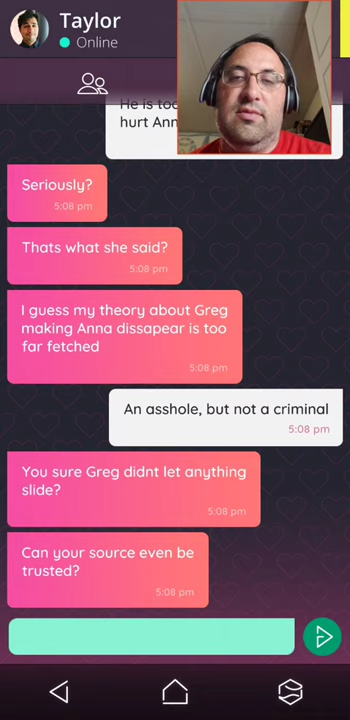 Taylor
Online
He is too
hurt Ann
Seriously?
5:08 pm
Thats what she said?
5:08 pm
I guess my theory about Greg
making Anna dissapear is too
far fetched
5:08 pm
An asshole, but not a criminal
5:08 pm
You sure Greg didnt let anything
slide?
5:08 pm
Can your source even be
trusted?
5:08 pm